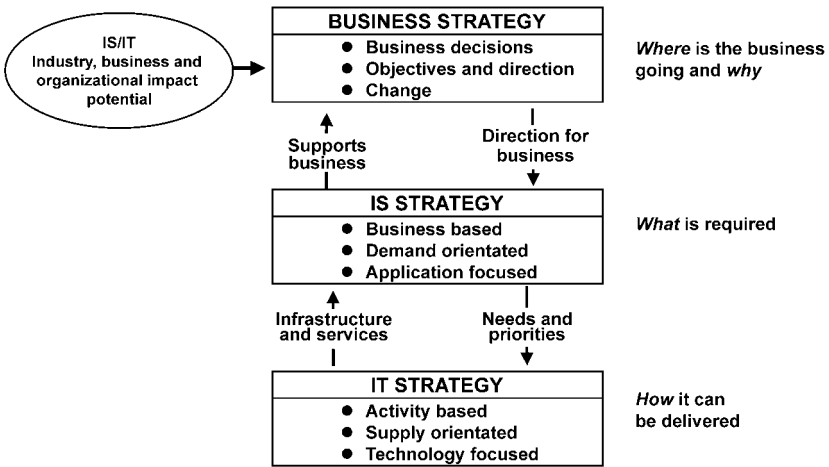 IS/IT
Industry, business and
organizational impact
potential
BUSINESS STRATEGY
● Business decisions
● Objectives and direction
● Change
Where is the business
going and why
Supports
business
Direction for
business
IS STRATEGY
● Business based
● Demand orientated
● Application focused
What is required
Infrastructure
and services
Needs and
priorities
IT STRATEGY
● Activity based
● Supply orientated
● Technology focused
How it can
be delivered